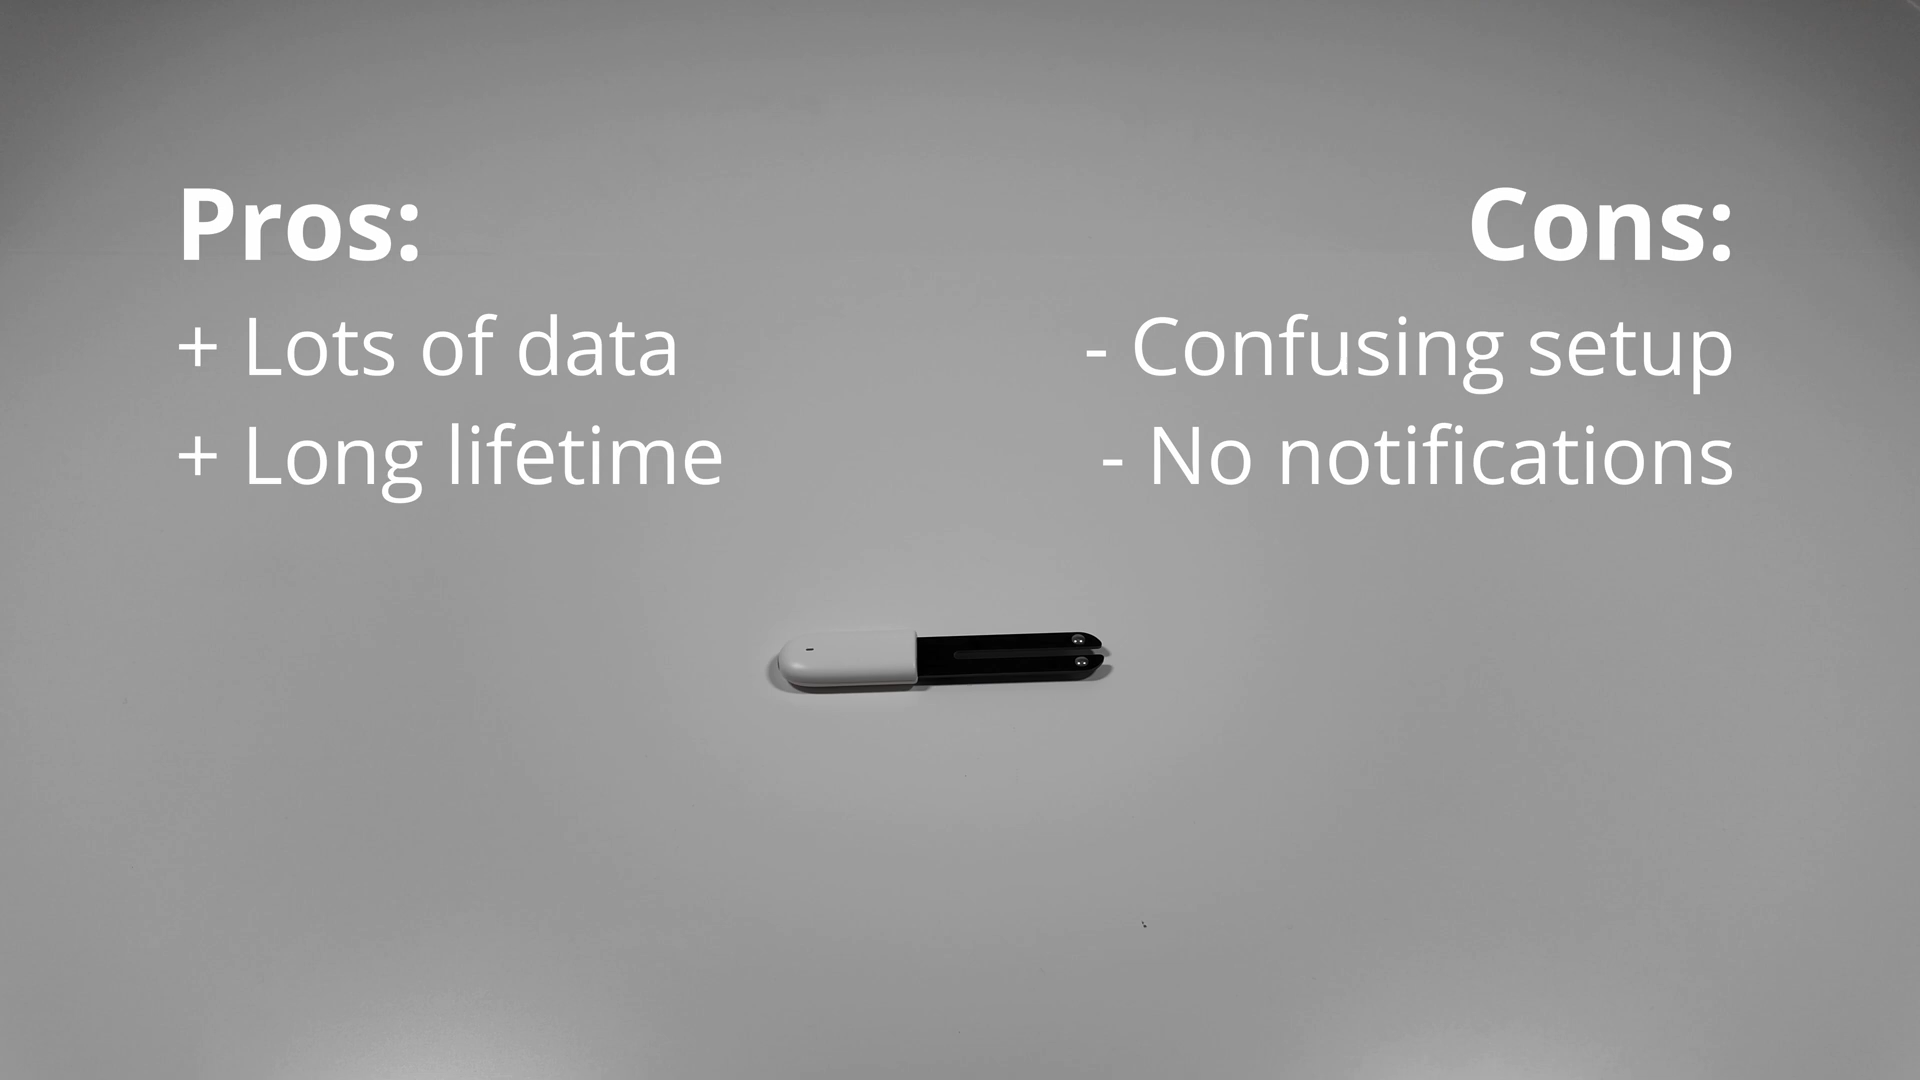 Pros:
+ Lots of data
+ Long lifetime
Cons:
- Confusing setup
- No notifications